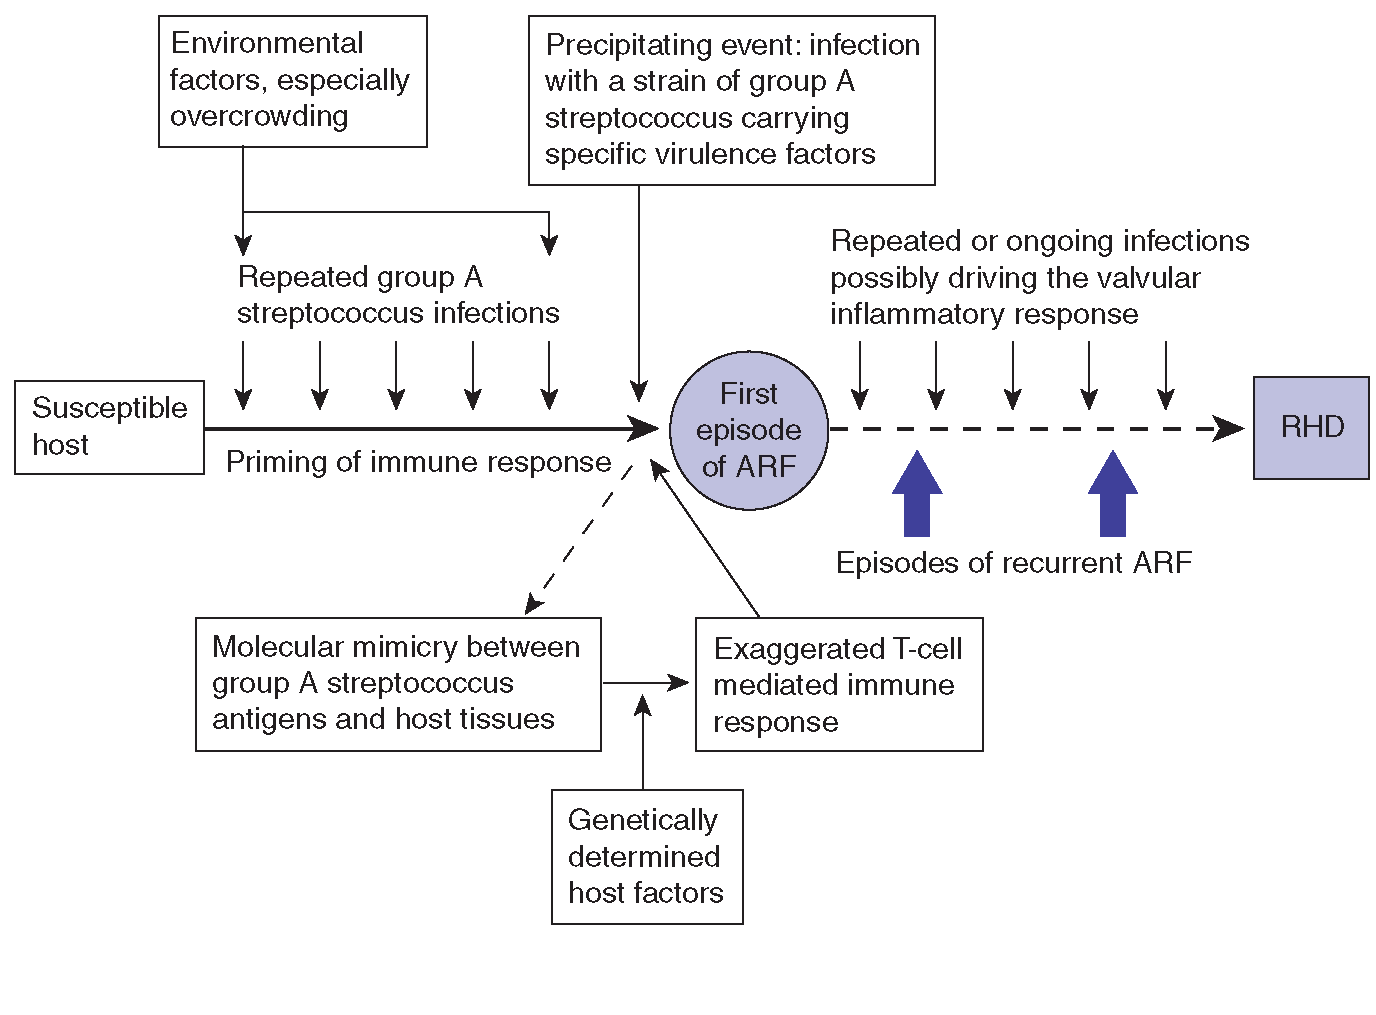 Environmental
factors, especially
overcrowding
Precipitating event: infection
with a strain of group A
streptococcus carrying
specific virulence factors
Repeated group A
streptococcus infections
Repeated or ongoing infections
possibly driving the valvular
inflammatory response
Susceptible
host
Priming of immune response
First
episode
of ARF
RHD
Episodes of recurrent ARF
Molecular mimicry between
group A streptococcus
antigens and host tissues
Exaggerated T-cell
mediated immune
response
Genetically
determined
host factors